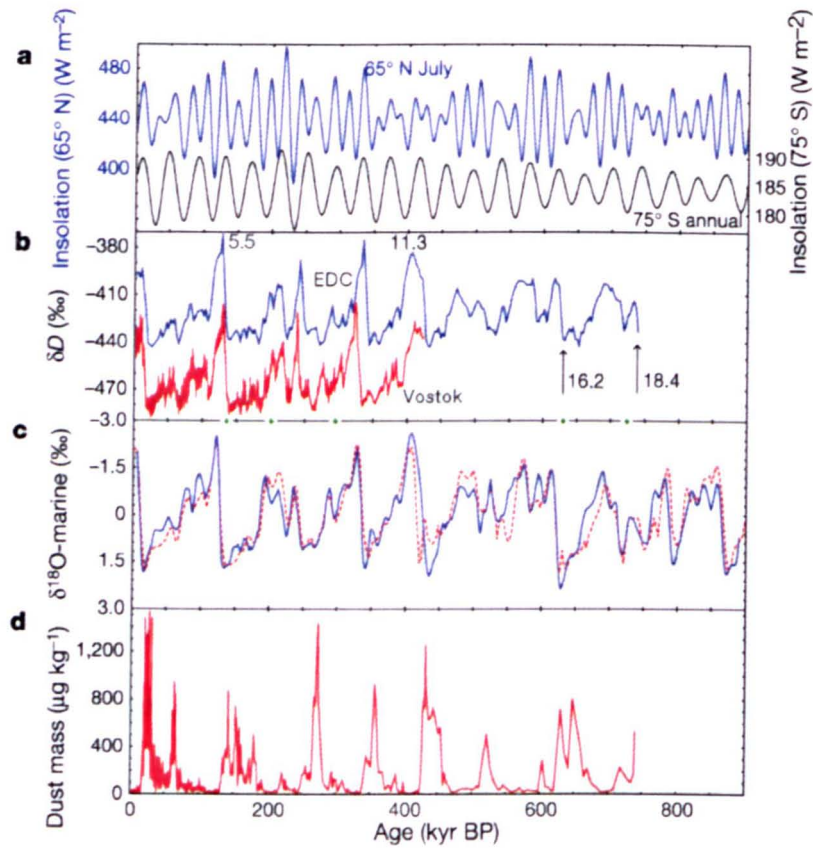 a
Insolation (65° N) (W m⁻²)
480
440
400
65° N July
Insolation (75° S) (W m⁻²)
190
185
180
75° S annual
b
δD (‰)
−380
−410
−440
−470
5.5
11.3
EDC
Vostok
16.2
18.4
c
δ¹⁸O-marine (‰)
−3.0
−1.5
0
1.5
3.0
d
Dust mass (μg kg⁻¹)
1,200
800
400
0
0 200 400 600 800
Age (kyr BP)